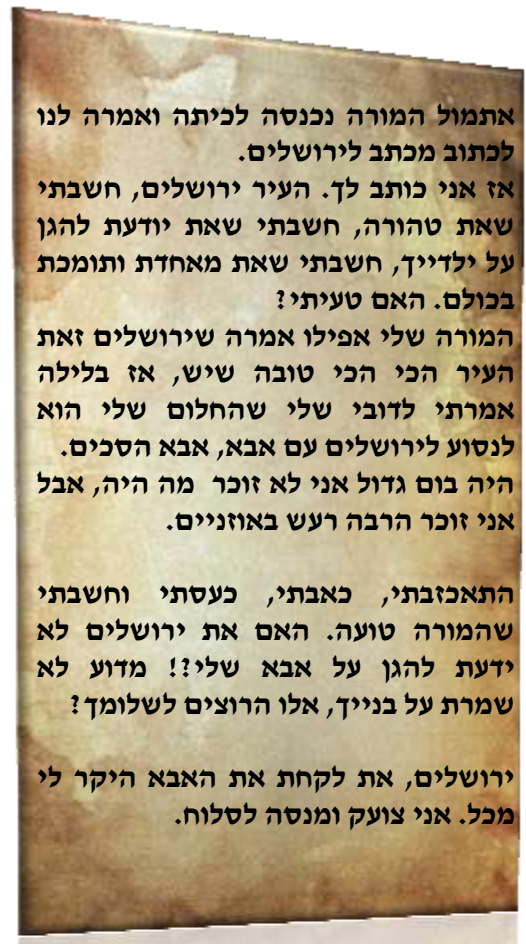 אתמול המורה נכנסה לכיתה ואמרה לנו
לכתוב מכתב לירושלים.
אז אני כותב לך. העיר ירושלים, חשבתי
שאת טהורה, חשבתי שאת יודעת להגן
על ילדייך, חשבתי שאת מאחדת ותומכת
בכולם. האם טעיתי?
המורה שלי אפילו אמרה שירושלים זאת
העיר הכי הכי טובה שיש, אז בלילה
אמרתי לדובי שלי שהחלום שלי הוא
לנסוע לירושלים עם אבא, אבא הסכים.
היה בום גדול אני לא זוכר מה היה, אבל
אני זוכר הרבה רעש באוזניים.
התאכזבתי, כאבתי, כעסתי וחשבתי
שהמורה טועה. האם את ירושלים לא
ידעת להגן על אבא שלי?! מדוע לא
שמרת על בנייך, אלו הרוצים לשלומך?
ירושלים, את לקחת את האבא היקר לי
מכל. אני צועק ומנסה לסלוח.